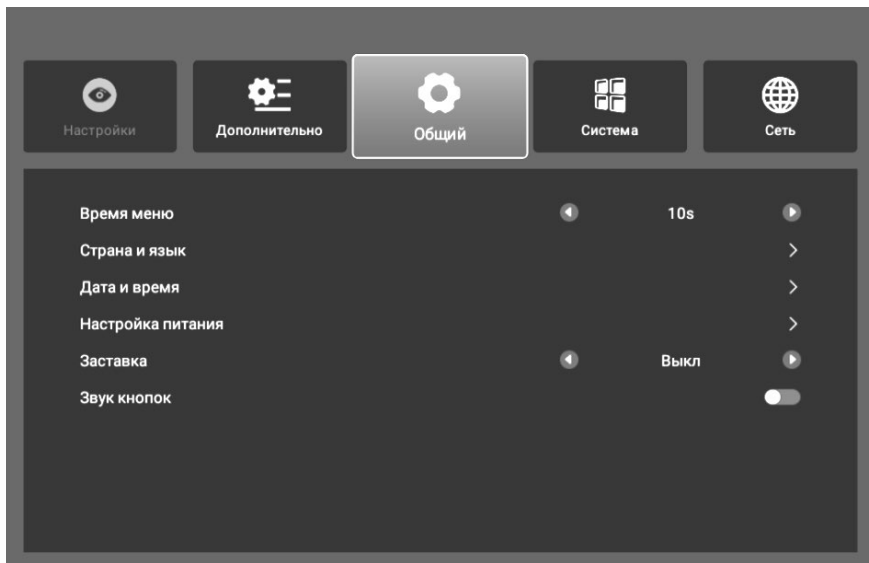 Настройки
Дополнительно
Общий
Система
Сеть
Время меню 10s
Страна и язык
Дата и время
Настройка питания
Заставка Выкл
Звук кнопок